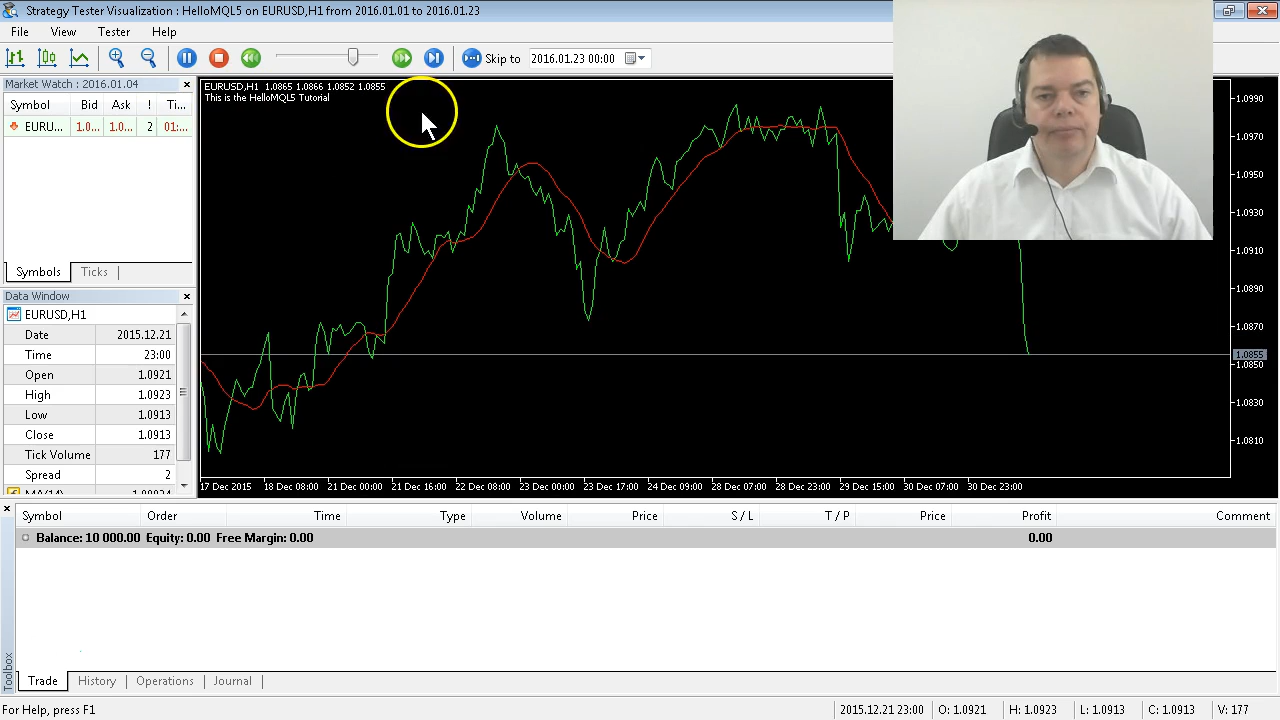 Strategy Tester Visualization : HelloMQL5 on EURUSD,H1 from 2016.01.01 to 2016.01.23
File View Tester Help
Skip to 2016.01.23 00:00
Market Watch : 2016.01.04
Symbol Bid Ask ! Ti...
EURU... 1.0... 1.0... 2 01:...
Symbols Ticks
Data Window
EURUSD,H1
Date 2015.12.21
Time 23:00
Open 1.0921
High 1.0923
Low 1.0913
Close 1.0913
Tick Volume 177
Spread 2
EURUSD,H1 1.0865 1.0866 1.0852 1.0855
This is the HelloMQL5 Tutorial
1.0990
1.0970
1.0950
1.0930
1.0910
1.0890
1.0870
1.0855
1.0850
1.0830
1.0810
17 Dec 2015 18 Dec 08:00 21 Dec 00:00 21 Dec 16:00 22 Dec 08:00 23 Dec 00:00 23 Dec 17:00 24 Dec 09:00 28 Dec 07:00 28 Dec 23:00 29 Dec 15:00 30 Dec 07:00 30 Dec 23:00
Symbol Order Time Type Volume Price S / L T / P Price Profit Comment
Balance: 10 000.00 Equity: 0.00 Free Margin: 0.00 0.00
Toolbox
Trade History Operations Journal
For Help, press F1 2015.12.21 23:00 O: 1.0921 H: 1.0923 L: 1.0913 C: 1.0913 V: 177